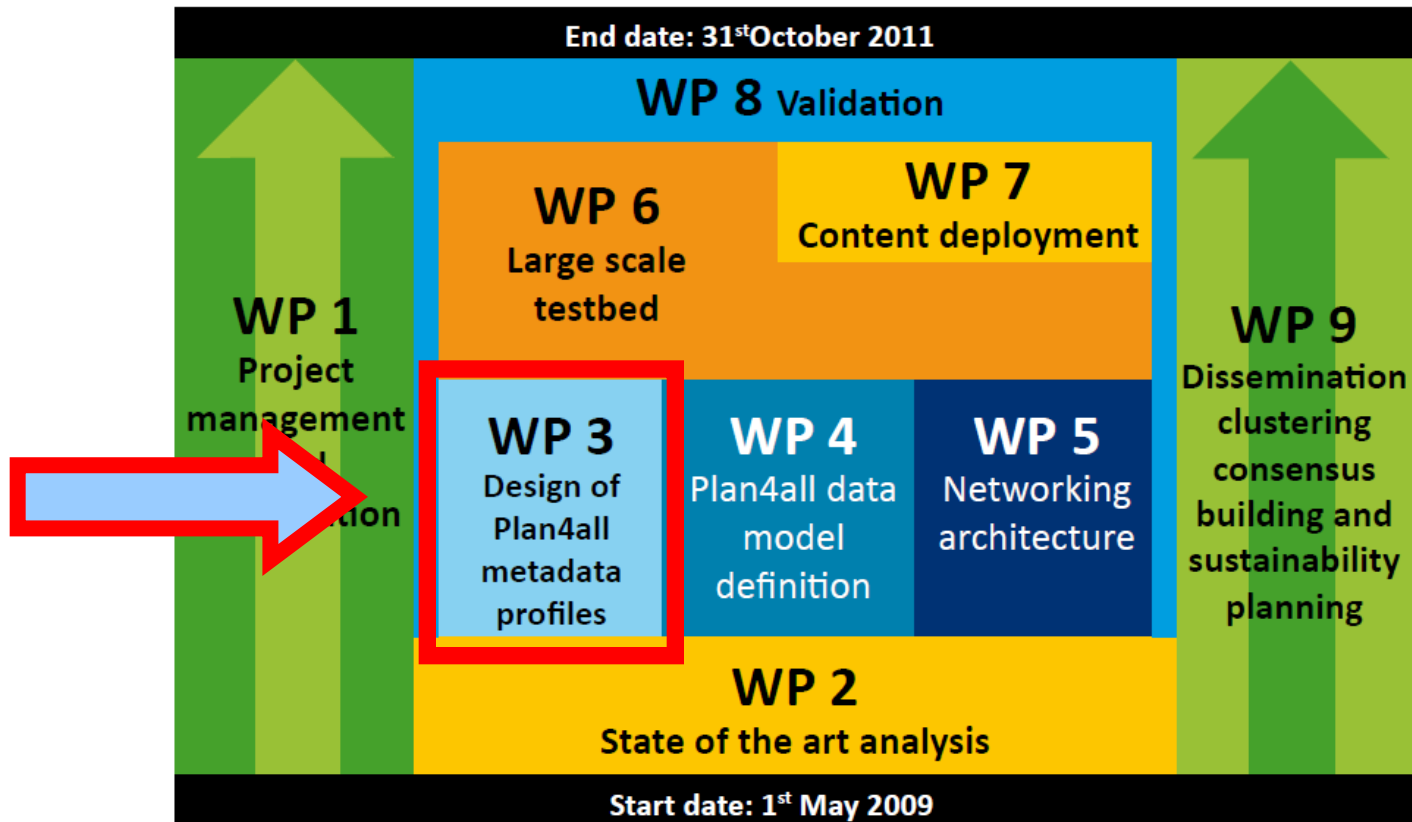 End date: 31stOctober 2011
WP 8 Validation
WP 6
Large scale
testbed
WP 7
Content deployment
WP 1
Project
management
WP 3
Design of
Plan4all
metadata
profiles
WP 4
Plan4all data
model
definition
WP 5
Networking
architecture
WP 9
Dissemination
clustering
consensus
building and
sustainability
planning
WP 2
State of the art analysis
Start date: 1st May 2009